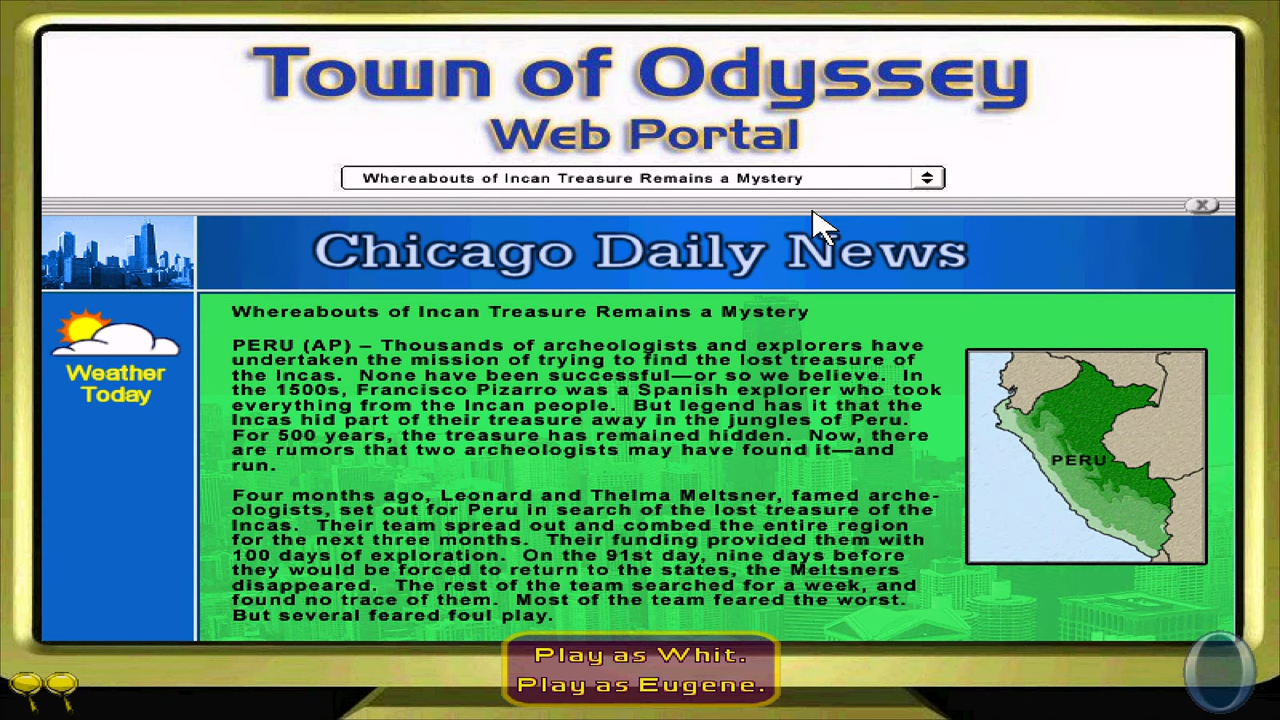 Town of Odyssey
Web Portal
Whereabouts of Incan Treasure Remains a Mystery
X
Chicago Daily News
Weather
Today
Whereabouts of Incan Treasure Remains a Mystery
PERU (AP) – Thousands of archeologists and explorers have
undertaken the mission of trying to find the lost treasure of
the Incas.  None have been successful—or so we believe.  In
the 1500s, Francisco Pizarro was a Spanish explorer who took
everything from the Incan people.  But legend has it that the
Incas hid part of their treasure away in the jungles of Peru.
For 500 years, the treasure has remained hidden.  Now, there
are rumors that two archeologists may have found it—and
run.
Four months ago, Leonard and Thelma Meltsner, famed arche-
ologists, set out for Peru in search of the lost treasure of the
Incas.  Their team spread out and combed the entire region
for the next three months.  Their funding provided them with
100 days of exploration.  On the 91st day, nine days before
they would be forced to return to the states, the Meltsners
disappeared.  The rest of the team searched for a week, and
found no trace of them.  Most of the team feared the worst.
But several feared foul play.
PERU
Play as Whit.
Play as Eugene.